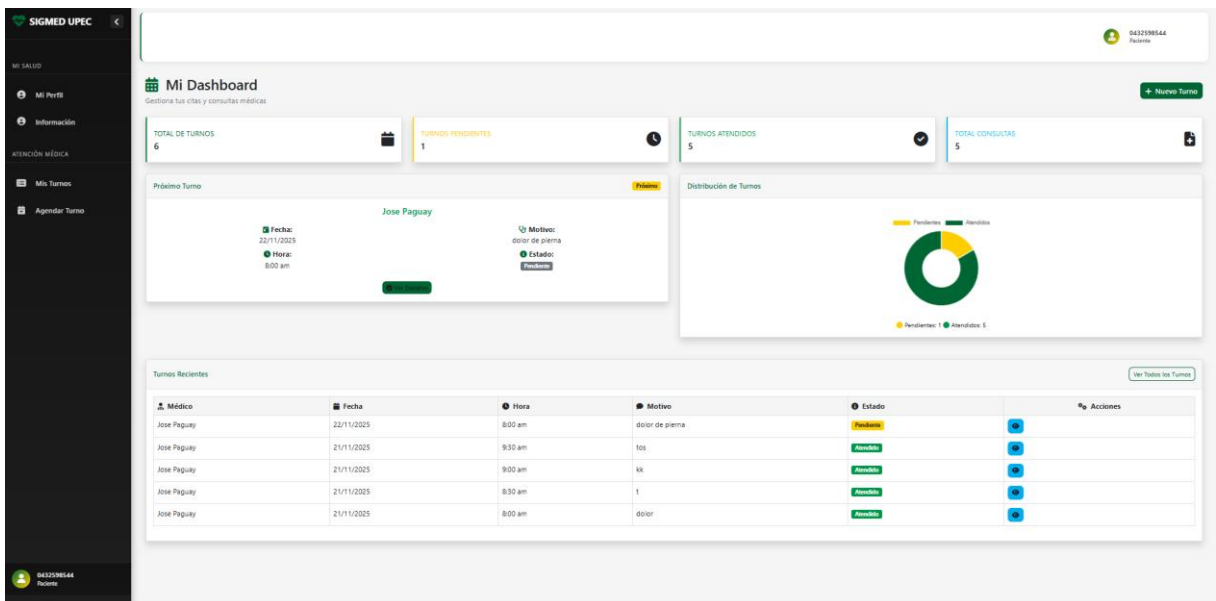 SIGMED UPEC
0432598544
Paciente
MI SALUD
Mi Perfil
Información
ATENCIÓN MÉDICA
Mis Turnos
Agendar Turno
0432598544
Paciente
Mi Dashboard
Gestiona tus citas y consultas médicas
+ Nuevo Turno
TOTAL DE TURNOS
6
TURNOS PENDIENTES
1
TURNOS ATENDIDOS
5
TOTAL CONSULTAS
5
Próximo Turno
Próximo
Jose Paguay
Fecha:
22/11/2025
Hora:
8:00 am
Motivo:
dolor de pierna
Estado:
Pendiente
Distribución de Turnos
Pendientes Atendidos
Pendientes: 1 Atendidos: 5
Turnos Recientes
Ver Todos los Turnos
Médico Fecha Hora Motivo Estado Acciones
Jose Paguay 22/11/2025 8:00 am dolor de pierna Pendiente
Jose Paguay 21/11/2025 9:30 am tos Atendido
Jose Paguay 21/11/2025 9:00 am kk Atendido
Jose Paguay 21/11/2025 8:30 am t Atendido
Jose Paguay 21/11/2025 8:00 am dolor Atendido